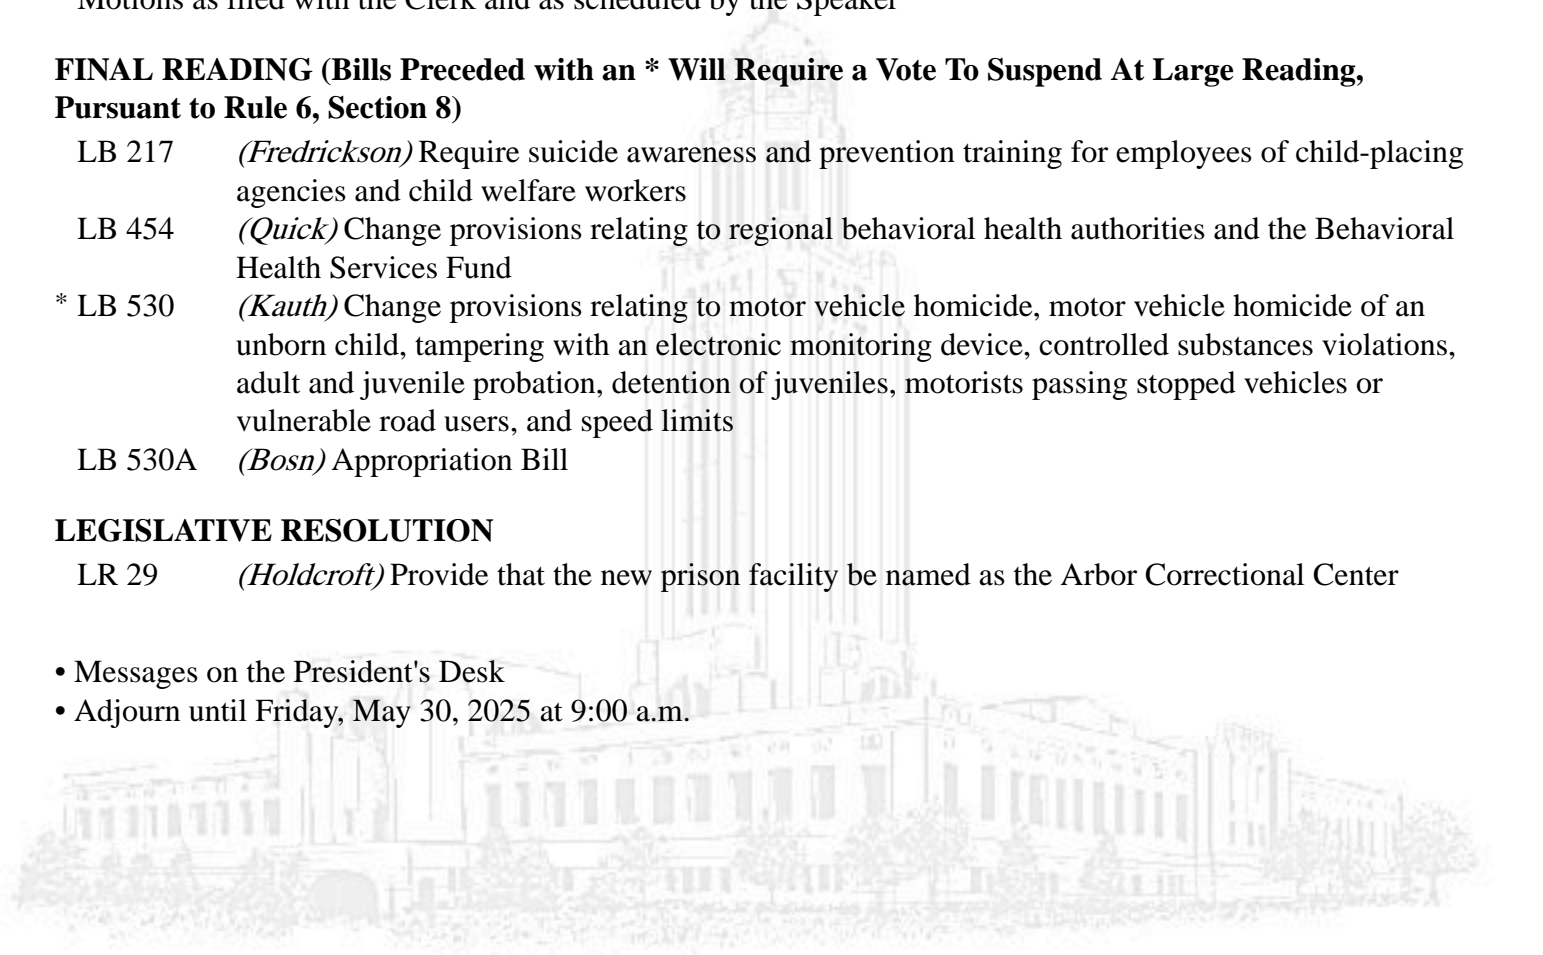 Motions as filed with the Clerk and as scheduled by the Speaker
FINAL READING (Bills Preceded with an * Will Require a Vote To Suspend At Large Reading,
Pursuant to Rule 6, Section 8)
LB 217 (Fredrickson) Require suicide awareness and prevention training for employees of child-placing
agencies and child welfare workers
LB 454 (Quick) Change provisions relating to regional behavioral health authorities and the Behavioral
Health Services Fund
* LB 530 (Kauth) Change provisions relating to motor vehicle homicide, motor vehicle homicide of an
unborn child, tampering with an electronic monitoring device, controlled substances violations,
adult and juvenile probation, detention of juveniles, motorists passing stopped vehicles or
vulnerable road users, and speed limits
LB 530A (Bosn) Appropriation Bill
LEGISLATIVE RESOLUTION
LR 29 (Holdcroft) Provide that the new prison facility be named as the Arbor Correctional Center
• Messages on the President's Desk
• Adjourn until Friday, May 30, 2025 at 9:00 a.m.